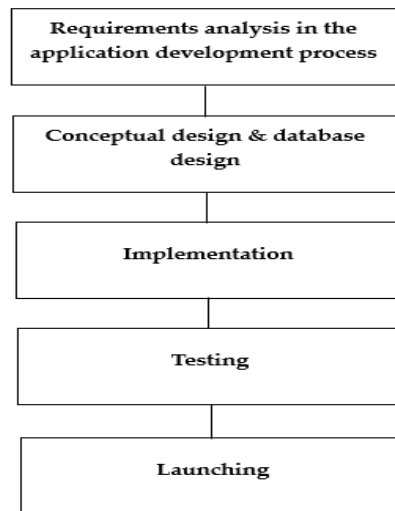 Requirements analysis in the
application development process
Conceptual design & database
design
Implementation
Testing
Launching